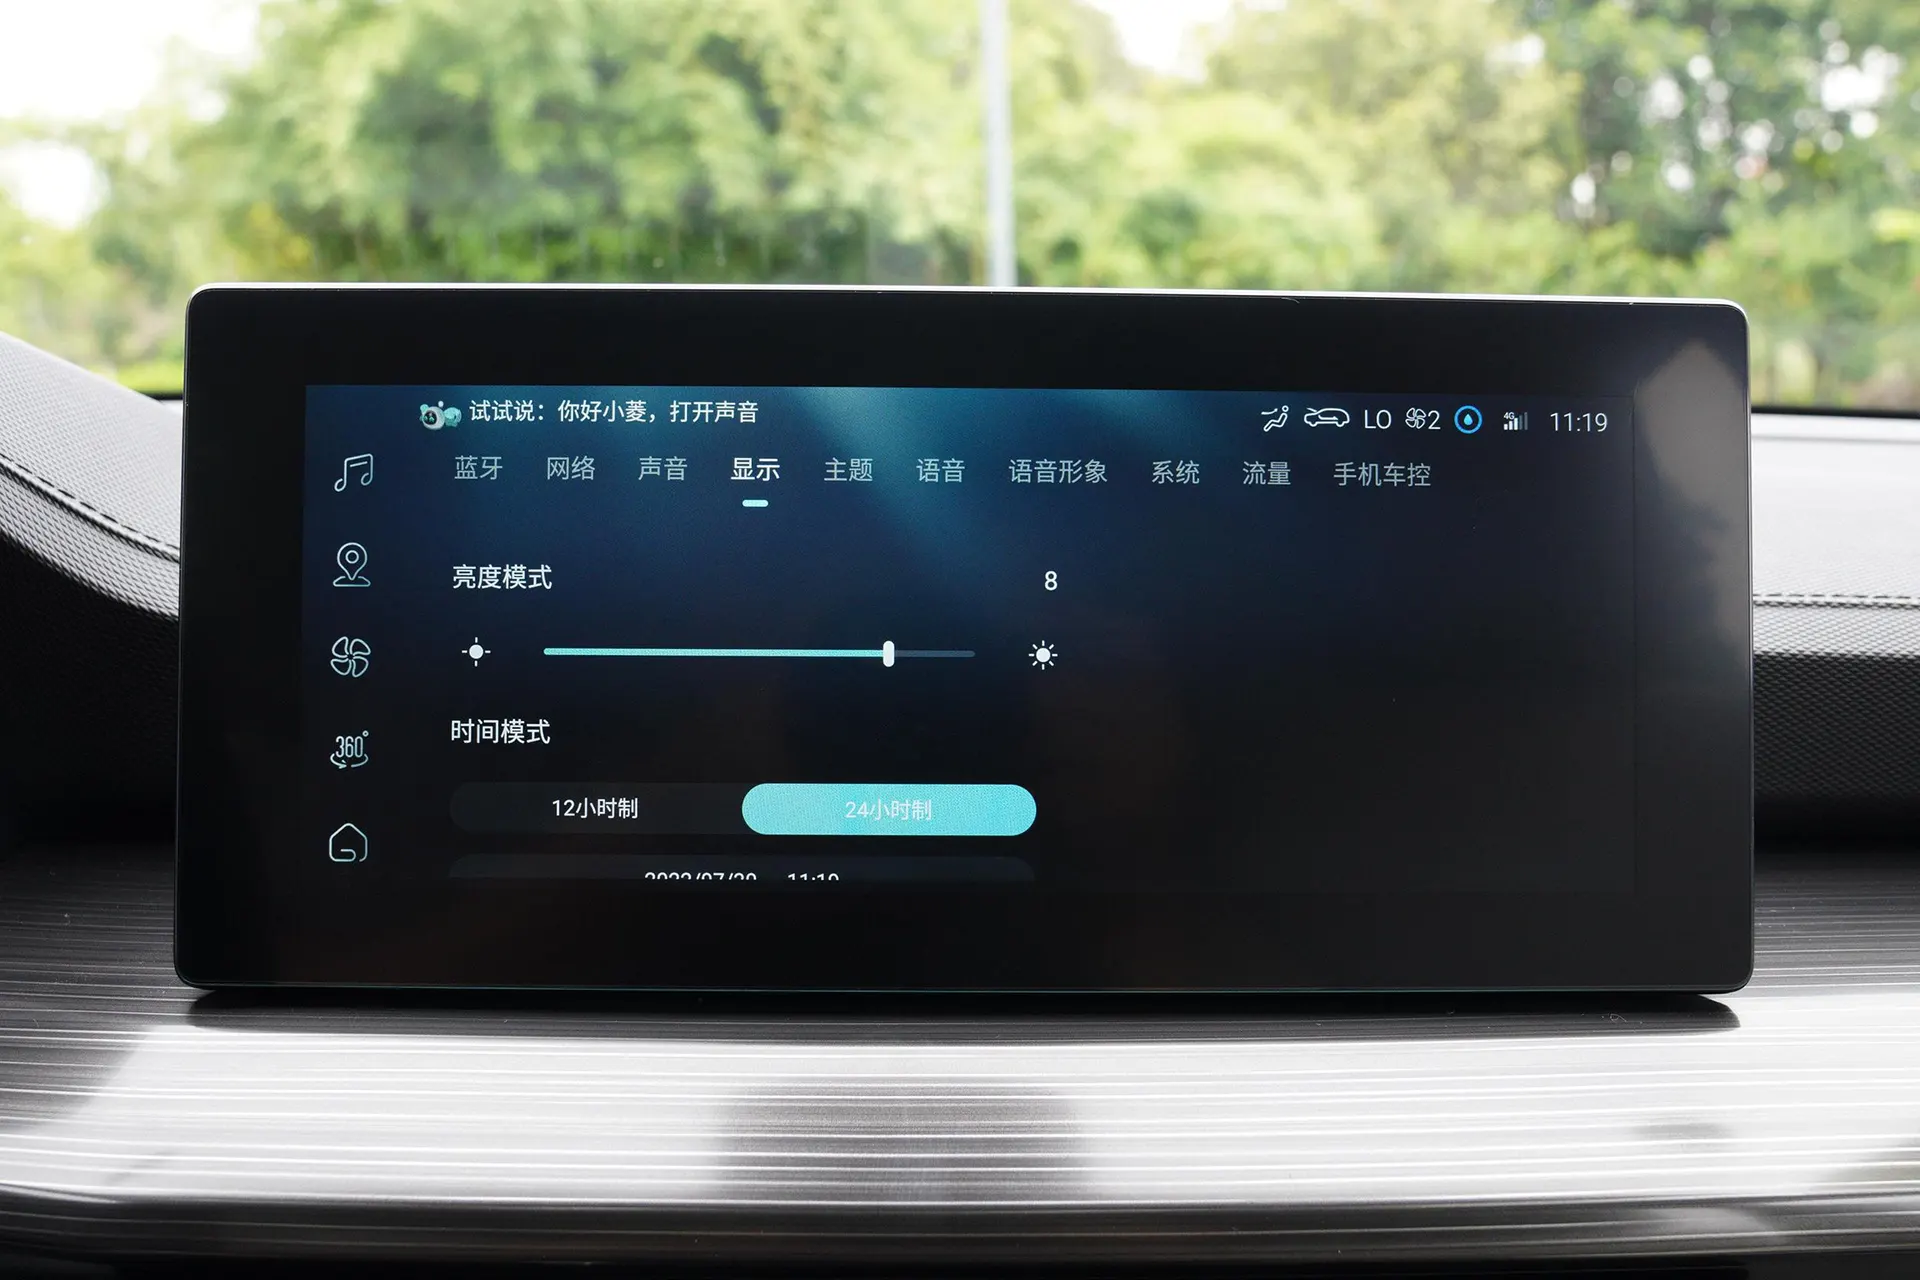 试试说：你好小菱，打开声音
LO 2 4G 11:19
蓝牙 网络 声音 显示 主题 语音 语音形象 系统 流量 手机车控
亮度模式 8
360°
时间模式
12小时制 24小时制
11:19